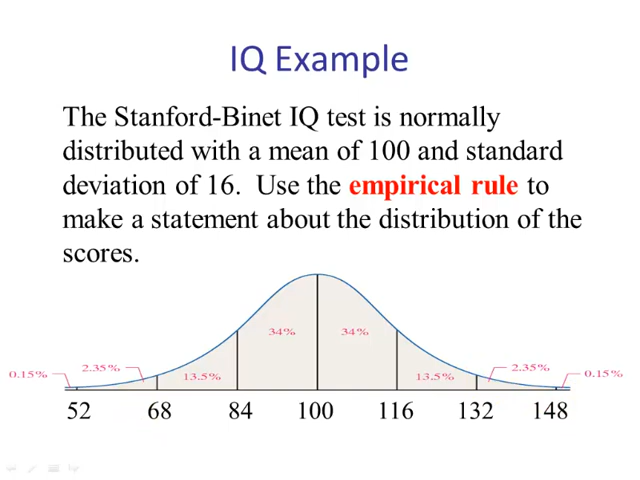 IQ Example
The Stanford-Binet IQ test is normally
distributed with a mean of 100 and standard
deviation of 16. Use the empirical rule to
make a statement about the distribution of the
scores.
34% 34%
0.15% 2.35% 13.5% 13.5% 2.35% 0.15%
52 68 84 100 116 132 148